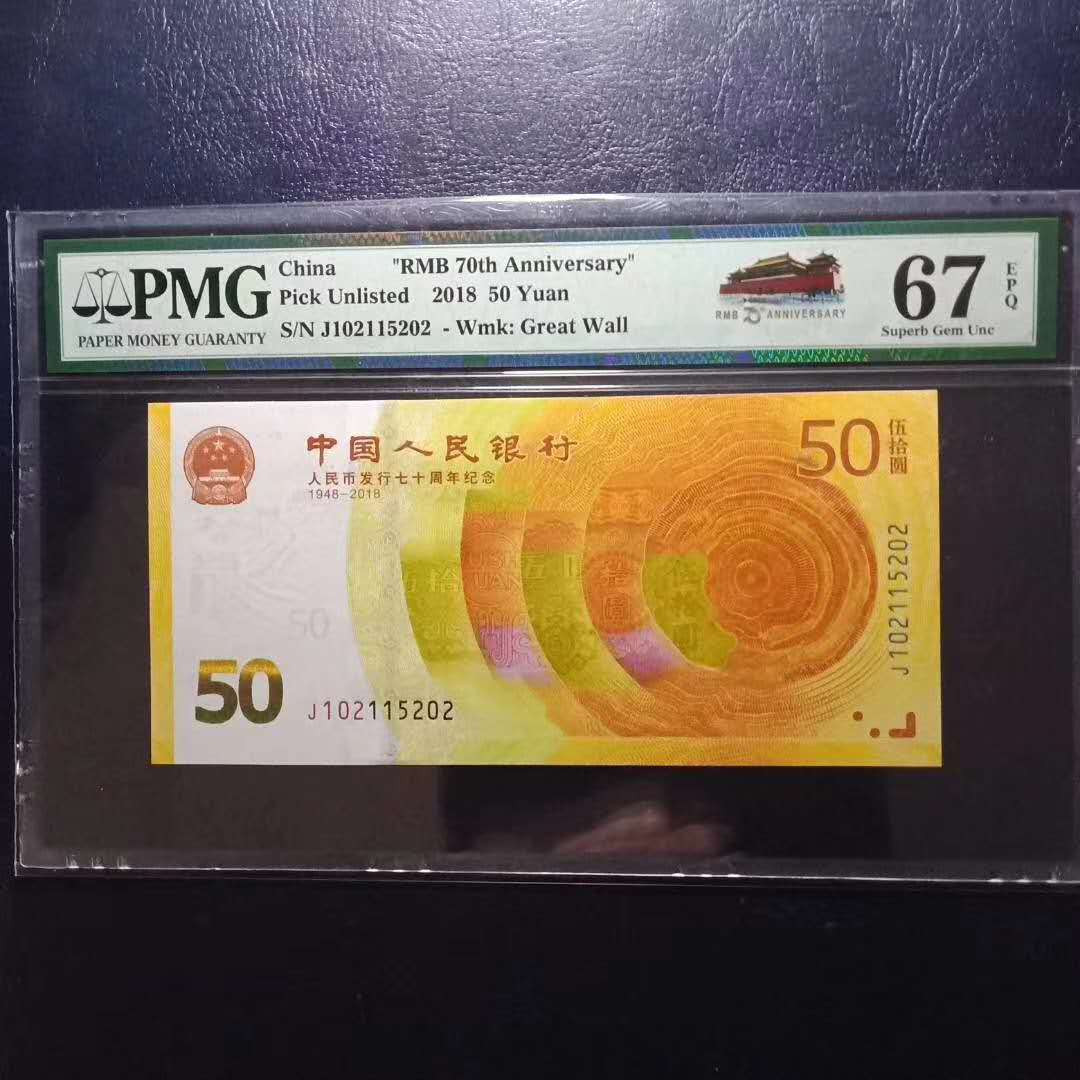 PMG
PAPER MONEY GUARANTY
China "RMB 70th Anniversary"
Pick Unlisted 2018 50 Yuan
S/N J102115202 - Wmk: Great Wall
RMB 70th ANNIVERSARY
67
EPQ
Superb Gem Unc
中国人民银行
人民币发行七十周年纪念
1948-2018
50
伍拾圆
J102115202
50
50
J102115202